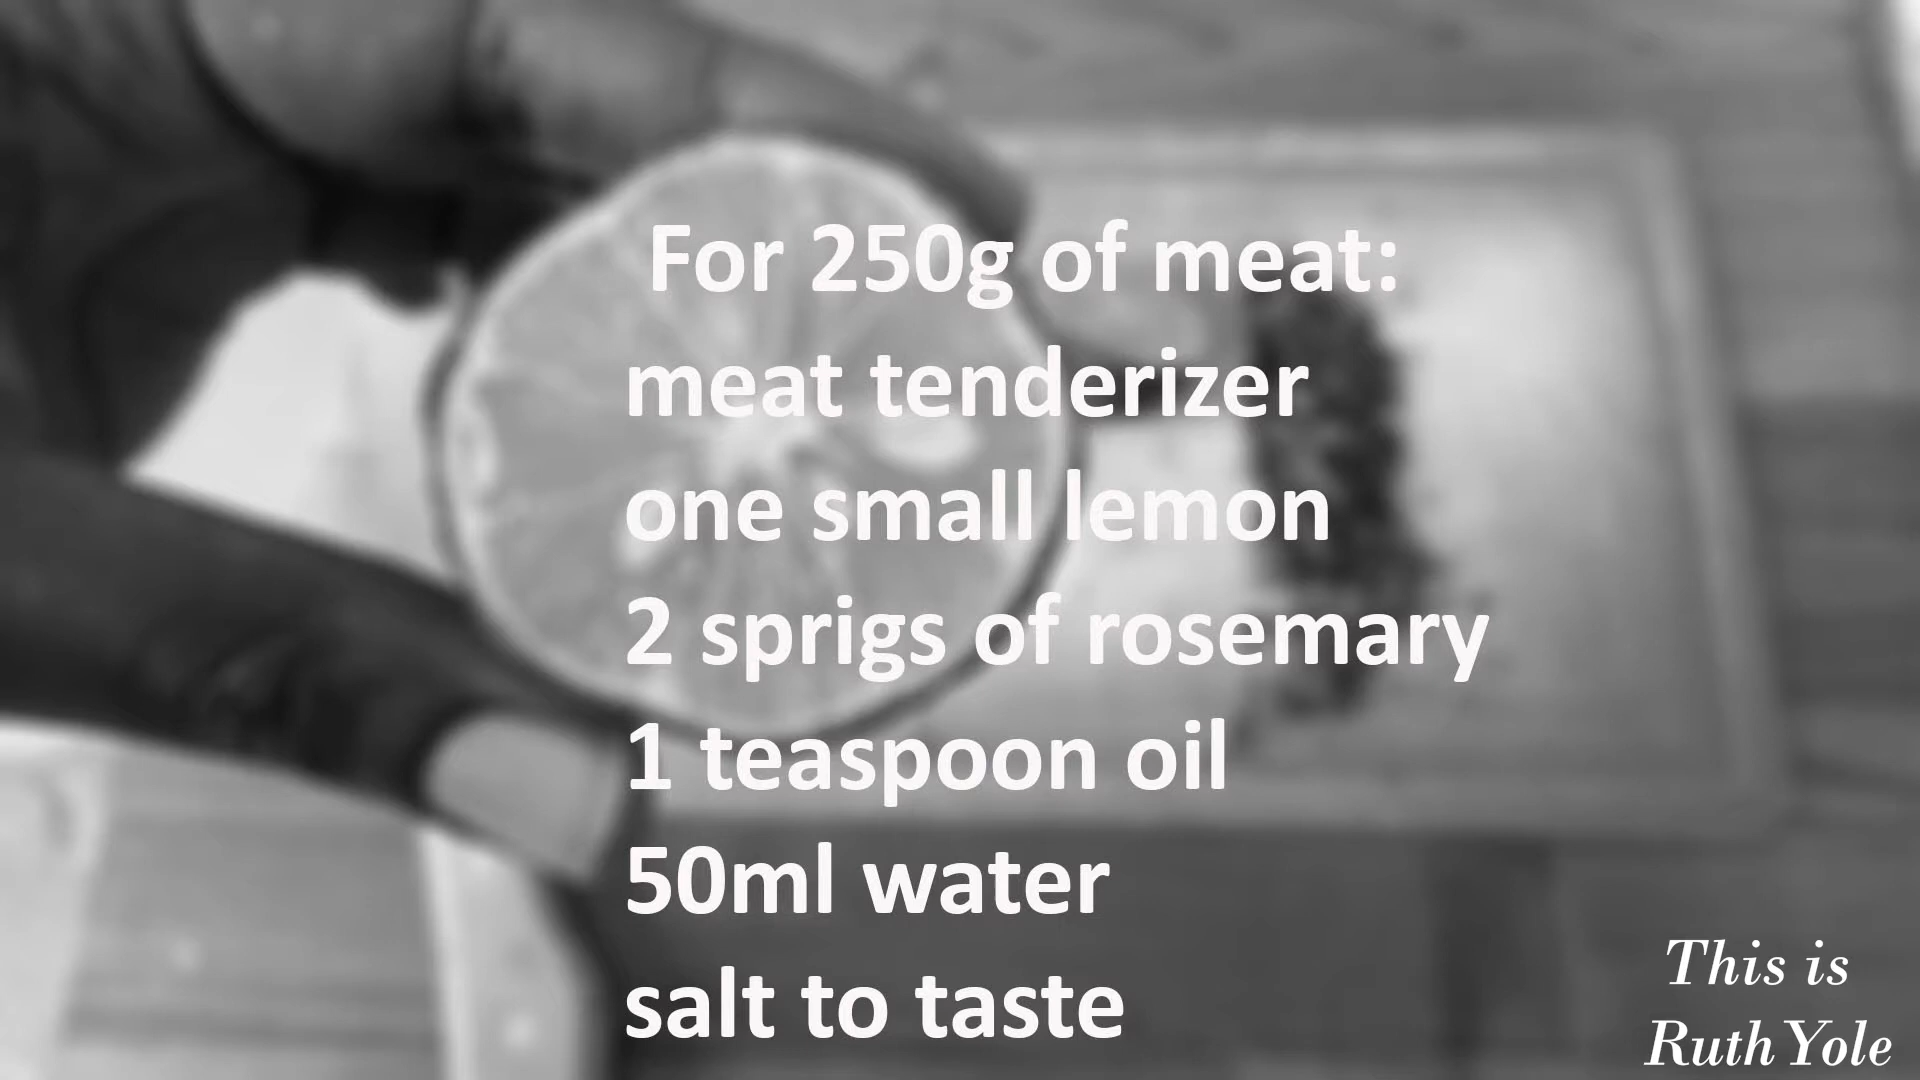 For 250g of meat:
meat tenderizer
one small lemon
2 sprigs of rosemary
1 teaspoon oil
50ml water
salt to taste
This is
Ruth Yole